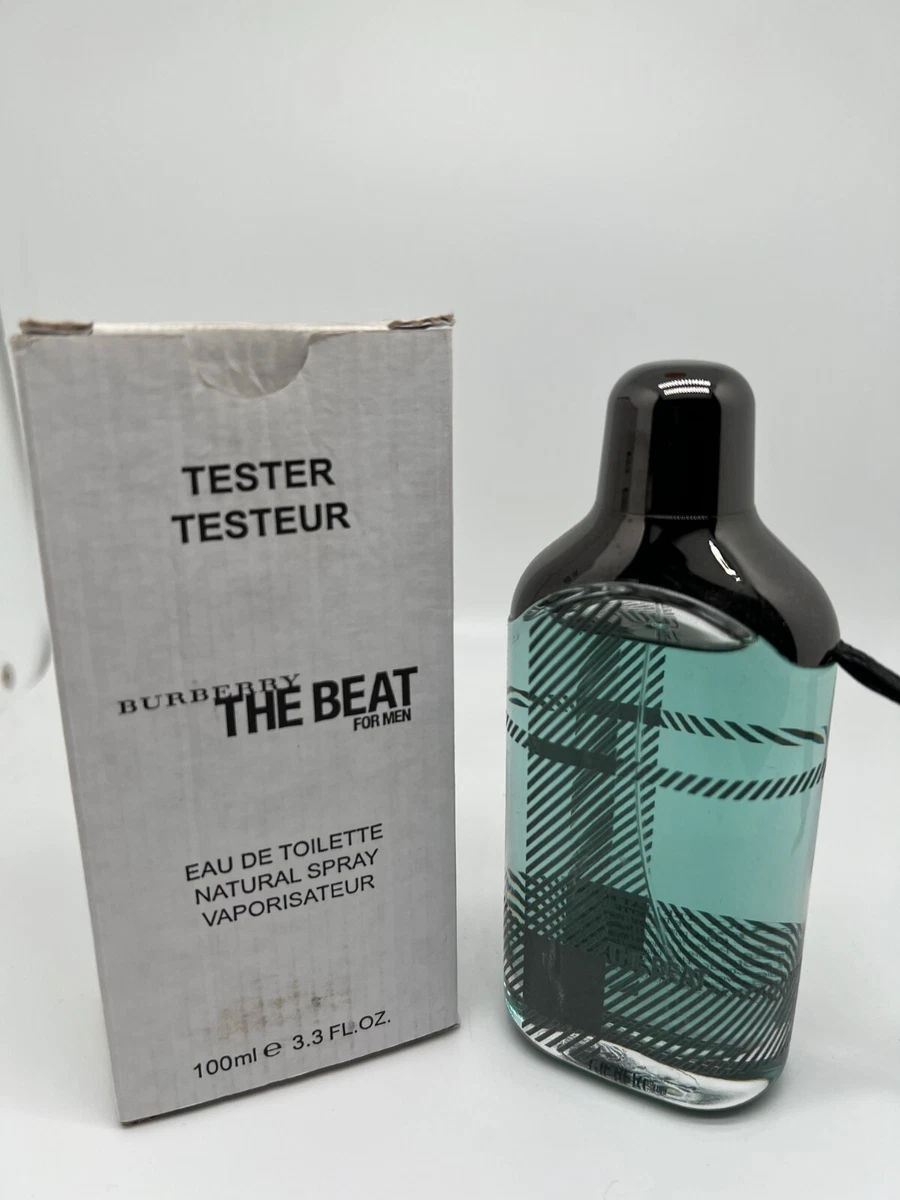 TESTER
TESTEUR
BURBERRY
THE BEAT
FOR MEN
EAU DE TOILETTE
NATURAL SPRAY
VAPORISATEUR
100ml e 3.3 FL.OZ.